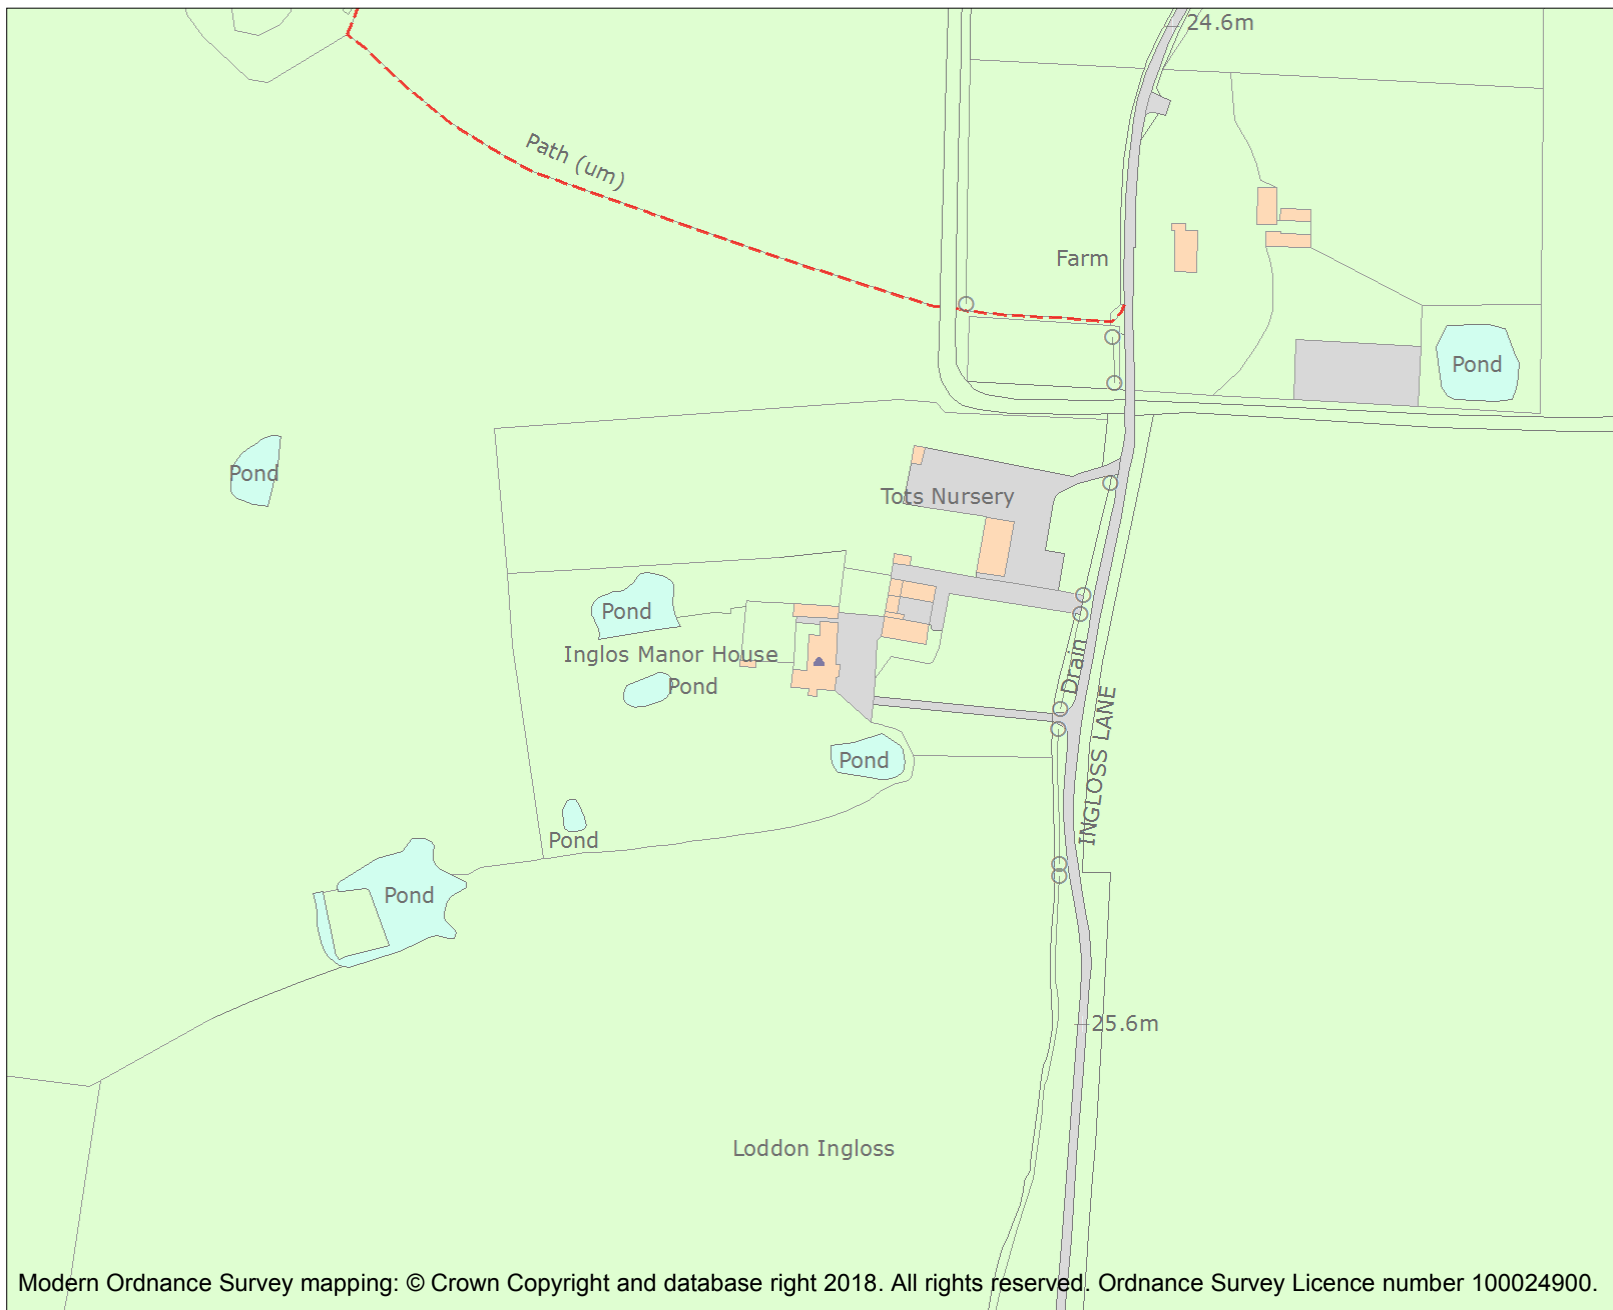 24.6m
Path (um)
Farm
Pond
Pond
Tots Nursery
Pond
Inglos Manor House
Pond
Drain
INGLOSS LANE
Pond
Pond
Pond
25.6m
Loddon Ingloss
Modern Ordnance Survey mapping: © Crown Copyright and database right 2018. All rights reserved. Ordnance Survey Licence number 100024900.